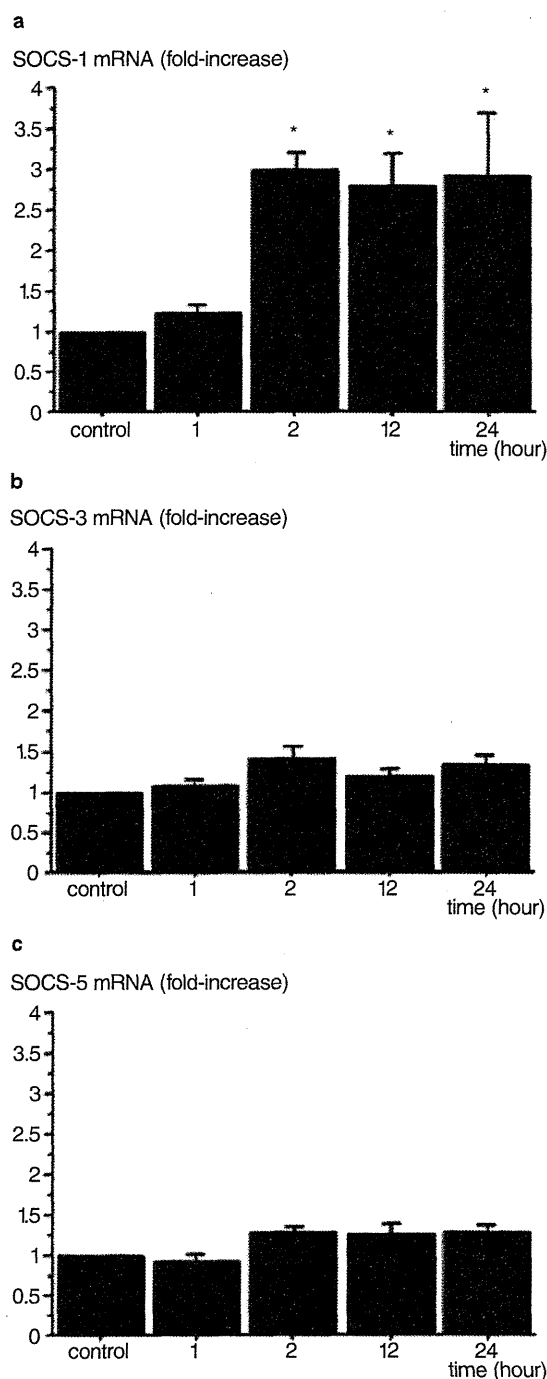 a
SOCS-1 mRNA (fold-increase)
4
3.5
3
2.5
2
1.5
1
0.5
0
* * *
control 1 2 12 24
time (hour)
b
SOCS-3 mRNA (fold-increase)
4
3.5
3
2.5
2
1.5
1
0.5
0
control 1 2 12 24
time (hour)
c
SOCS-5 mRNA (fold-increase)
4
3.5
3
2.5
2
1.5
1
0.5
0
control 1 2 12 24
time (hour)